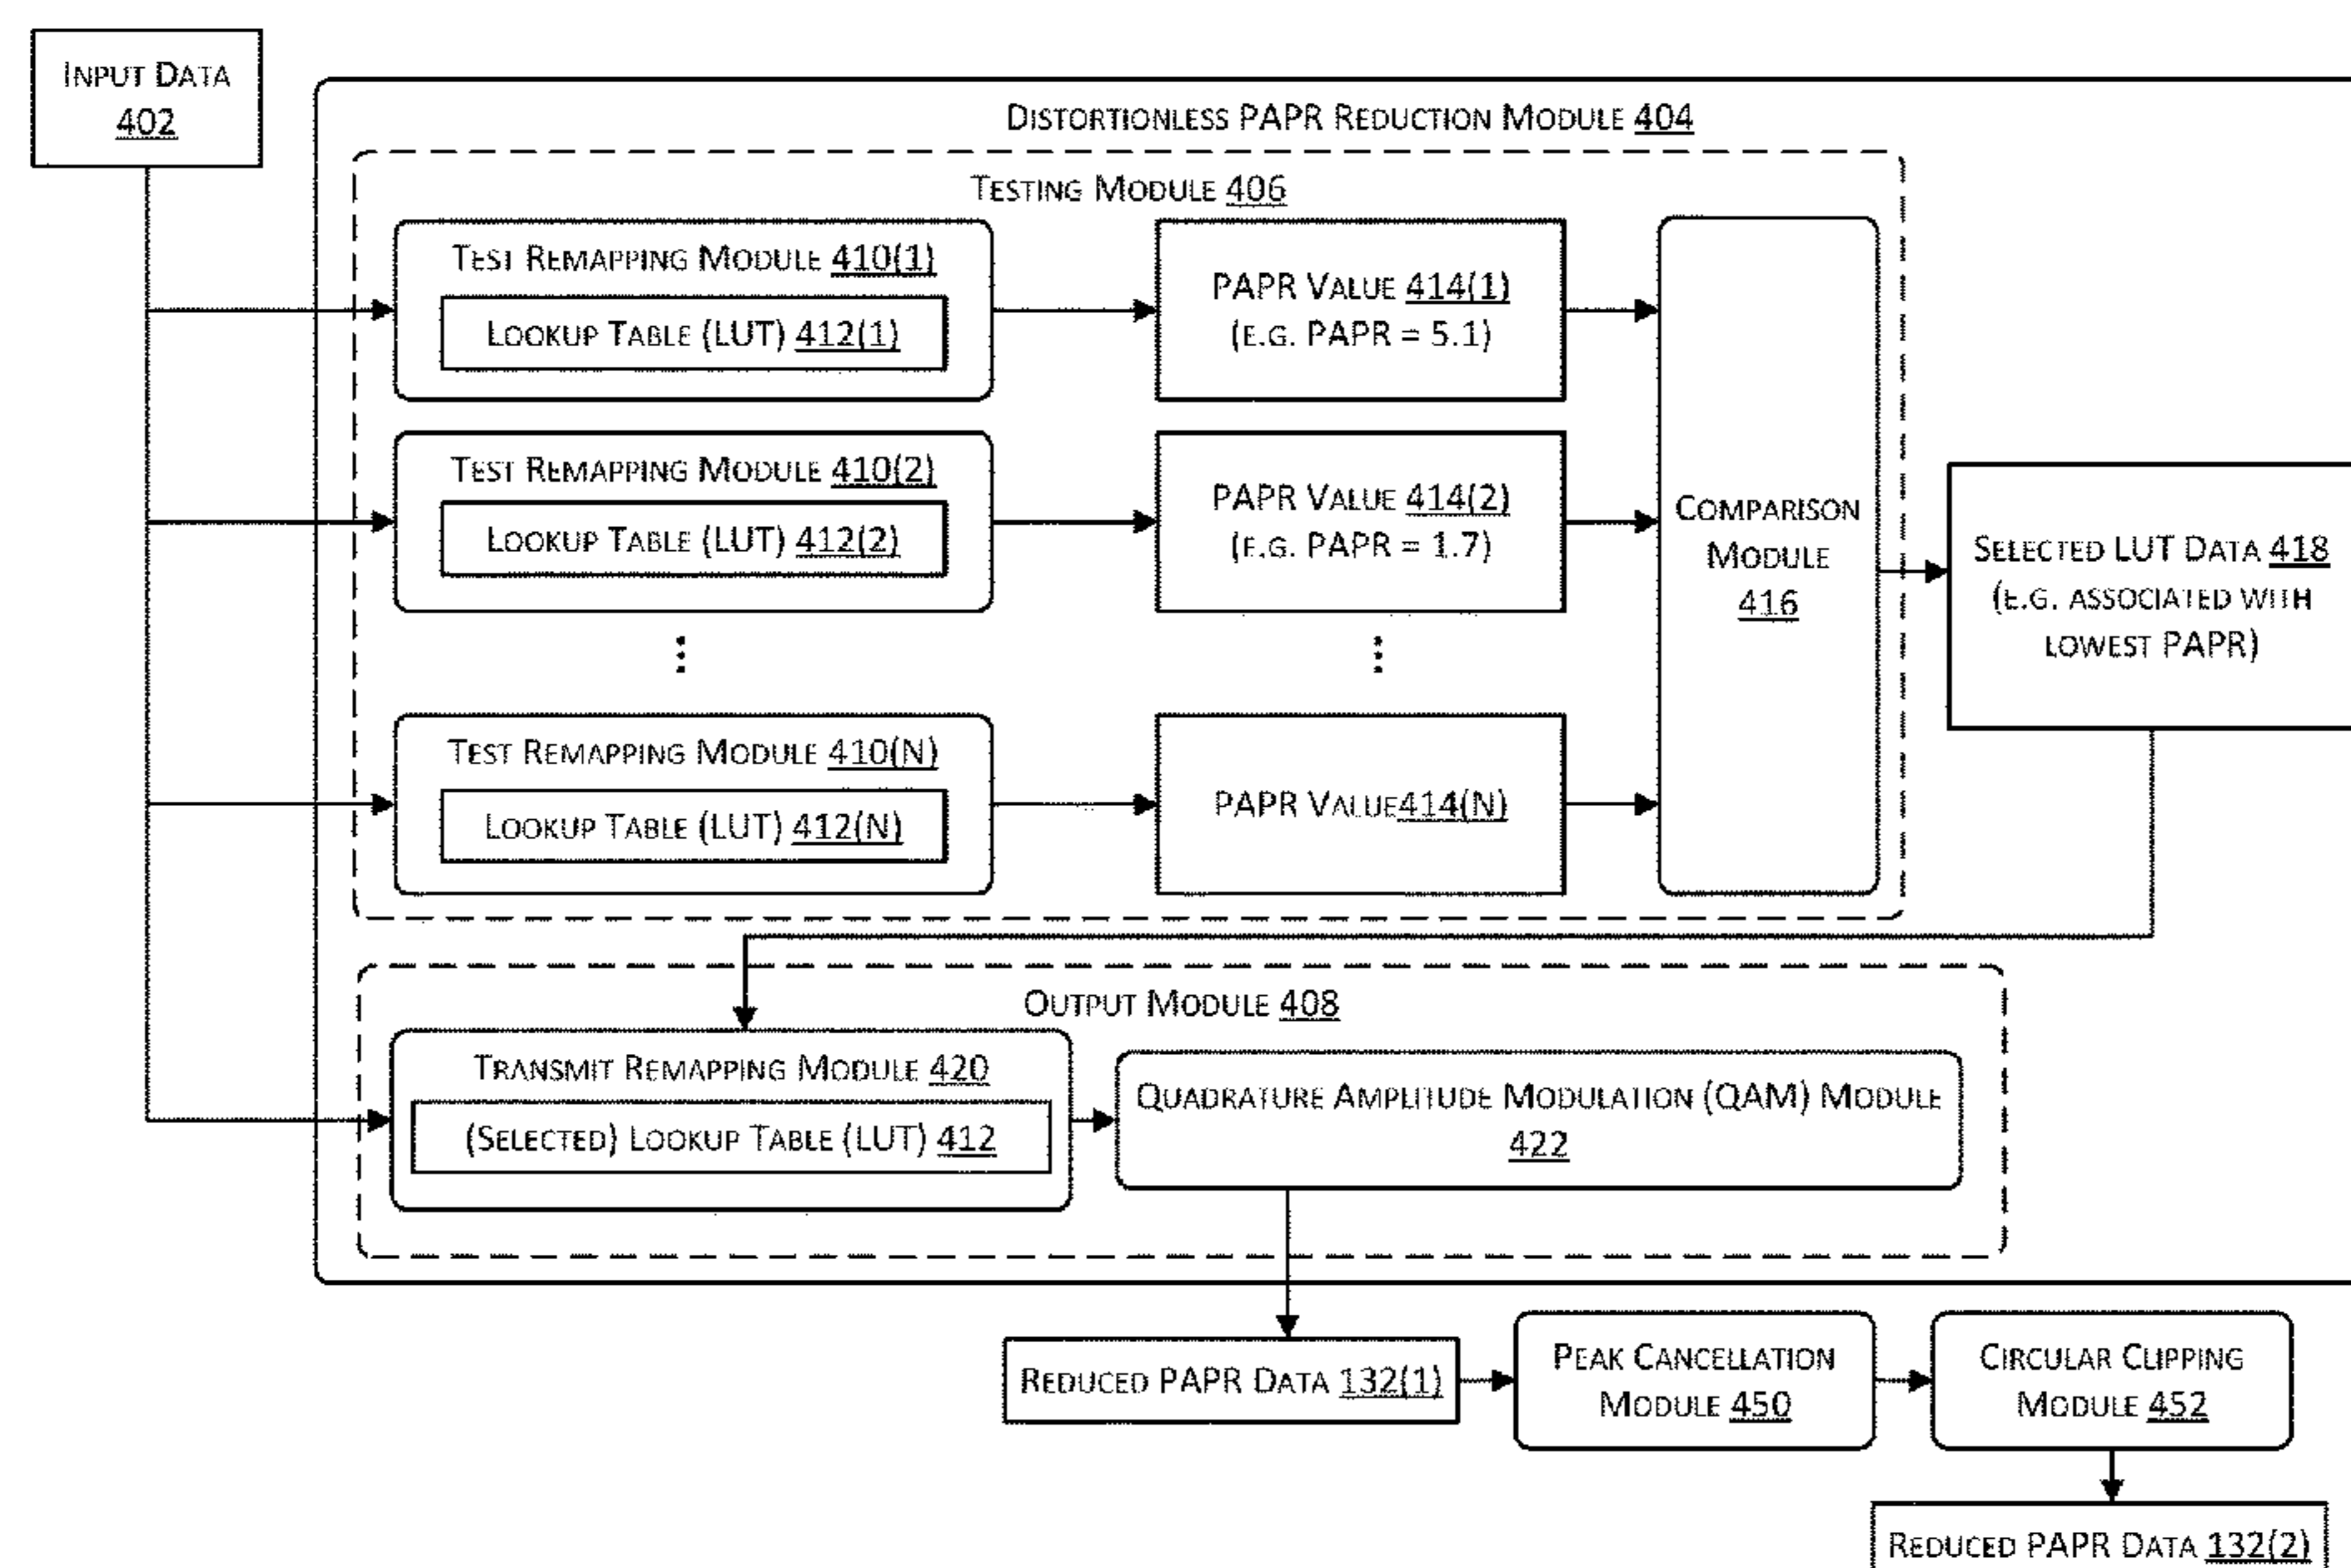 INPUT DATA
402
DISTORTIONLESS PAPR REDUCTION MODULE 404
TESTING MODULE 406
TEST REMAPPING MODULE 410(1)
LOOKUP TABLE (LUT) 412(1)
PAPR VALUE 414(1)
(E.G. PAPR = 5.1)
TEST REMAPPING MODULE 410(2)
LOOKUP TABLE (LUT) 412(2)
PAPR VALUE 414(2)
(E.G. PAPR = 1.7)
TEST REMAPPING MODULE 410(N)
LOOKUP TABLE (LUT) 412(N)
PAPR VALUE414(N)
COMPARISON
MODULE
416
SELECTED LUT DATA 418
(E.G. ASSOCIATED WITH
LOWEST PAPR)
OUTPUT MODULE 408
TRANSMIT REMAPPING MODULE 420
(SELECTED) LOOKUP TABLE (LUT) 412
QUADRATURE AMPLITUDE MODULATION (QAM) MODULE
422
REDUCED PAPR DATA 132(1)
PEAK CANCELLATION
MODULE 450
CIRCULAR CLIPPING
MODULE 452
REDUCED PAPR DATA 132(2)